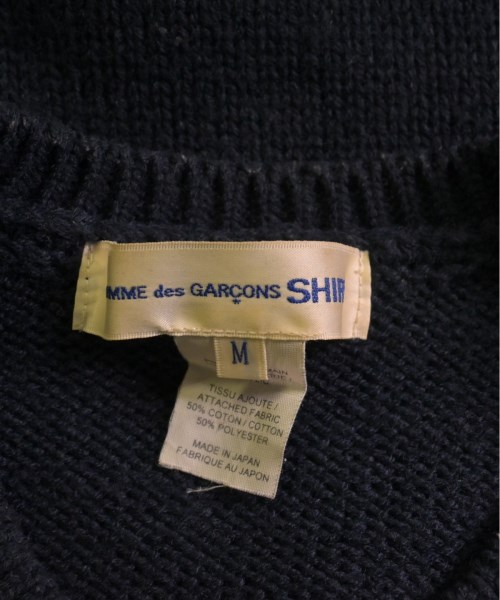 MME des GARÇONS SHIR
M
TISSU AJOUTE/
ATTACHED FABRIC
50% COTON/COTTON
50% POLYESTER
MADE IN JAPAN
FABRIQUE AU JAPON